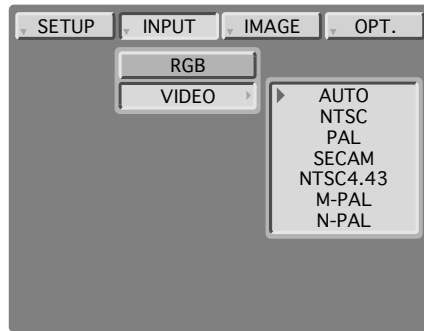 SETUP INPUT IMAGE OPT.
RGB
VIDEO
AUTO
NTSC
PAL
SECAM
NTSC4.43
M-PAL
N-PAL